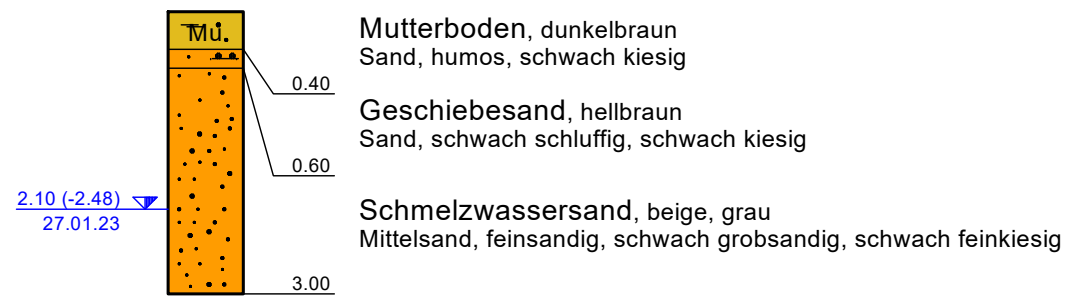 Mu.
Mutterboden, dunkelbraun
Sand, humos, schwach kiesig
0.40
Geschiebesand, hellbraun
Sand, schwach schluffig, schwach kiesig
0.60
2.10 (-2.48)
27.01.23
Schmelzwassersand, beige, grau
Mittelsand, feinsandig, schwach grobsandig, schwach feinkiesig
3.00